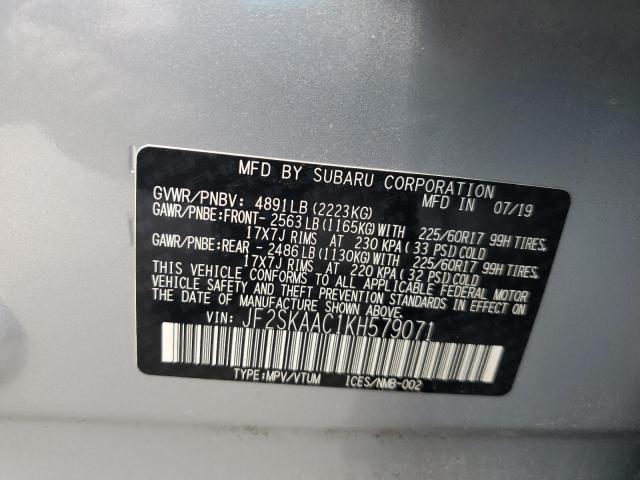 MFD BY SUBARU CORPORATION
GVWR/PNBV: 4891LB(2223KG) MFD IN 07/19
GAWR/PNBE:FRONT- 2563LB(1165KG)WITH 225/60R17 99H TIRES,
17X7J RIMS AT 230 KPA(33 PSI)COLD
GAWR/PNBE:REAR - 2486LB(1130KG)WITH 225/60R17 99H TIRES,
17X7J RIMS AT 220 KPA(32 PSI)COLD
THIS VEHICLE CONFORMS TO ALL APPLICABLE FEDERAL MOTOR
VEHICLE SAFETY AND THEFT PREVENTION STANDARDS IN EFFECT ON
THE DATE OF MANUFACTURE SHOWN ABOVE.
VIN: JF2SKAAC1KH579071
TYPE:MPV/VTUM ICES/NMB-002